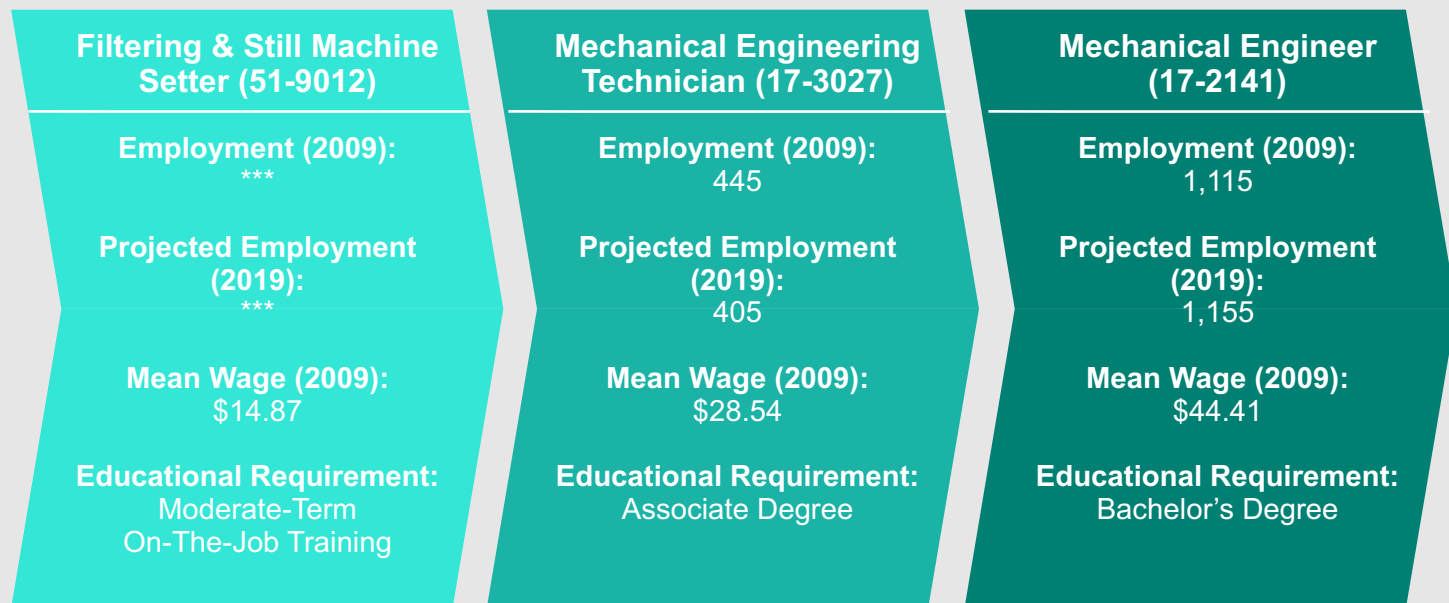 Filtering & Still Machine
Setter (51-9012)
Employment (2009):
***
Projected Employment
(2019):
***
Mean Wage (2009):
$14.87
Educational Requirement:
Moderate-Term
On-The-Job Training
Mechanical Engineering
Technician (17-3027)
Employment (2009):
445
Projected Employment
(2019):
405
Mean Wage (2009):
$28.54
Educational Requirement:
Associate Degree
Mechanical Engineer
(17-2141)
Employment (2009):
1,115
Projected Employment
(2019):
1,155
Mean Wage (2009):
$44.41
Educational Requirement:
Bachelor’s Degree